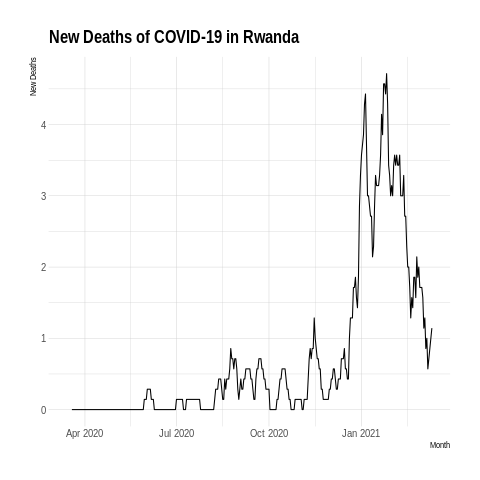 New Deaths of COVID-19 in Rwanda
New Deaths
4
3
2
1
0
Apr 2020
Jul 2020
Oct 2020
Jan 2021
Month